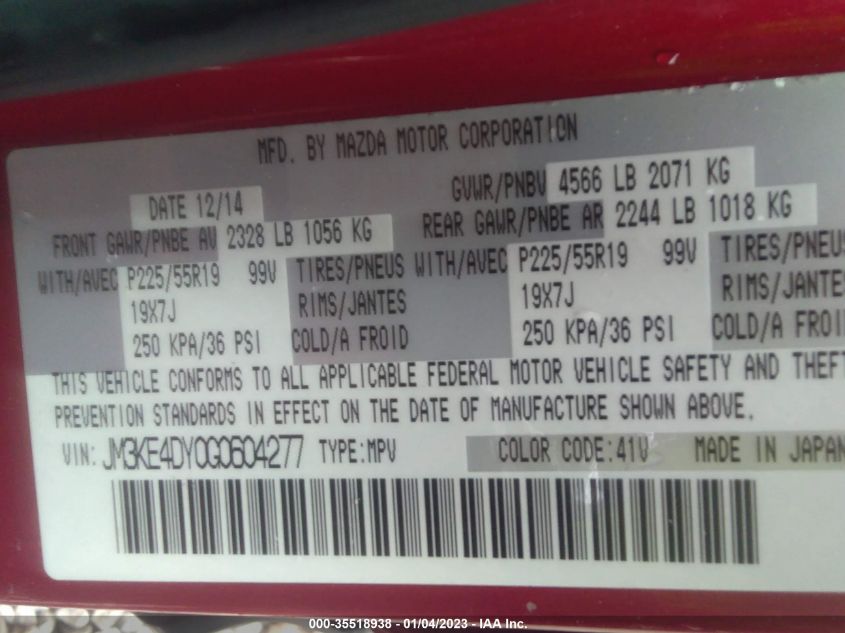 MFD. BY MAZDA MOTOR CORPORATION
DATE 12/14 GVWR/PNBV 4566 LB 2071 KG
FRONT GAWR/PNBE AV 2328 LB 1056 KG REAR GAWR/PNBE AR 2244 LB 1018 KG
WITH/AVEC P225/55R19 99V TIRES/PNEUS WITH/AVEC P225/55R19 99V TIRES/PNEUS
19X7J RIMS/JANTES 19X7J RIMS/JANTES
250 KPA/36 PSI COLD/A FROID 250 KPA/36 PSI COLD/A FROI
THIS VEHICLE CONFORMS TO ALL APPLICABLE FEDERAL MOTOR VEHICLE SAFETY AND THEFT
PREVENTION STANDARDS IN EFFECT ON THE DATE OF MANUFACTURE SHOWN ABOVE.
VIN: JM3KE4DY0G0604277 TYPE:MPV COLOR CODE:41V MADE IN JAPAN
000-35518938 - 01/04/2023 - IAA Inc.